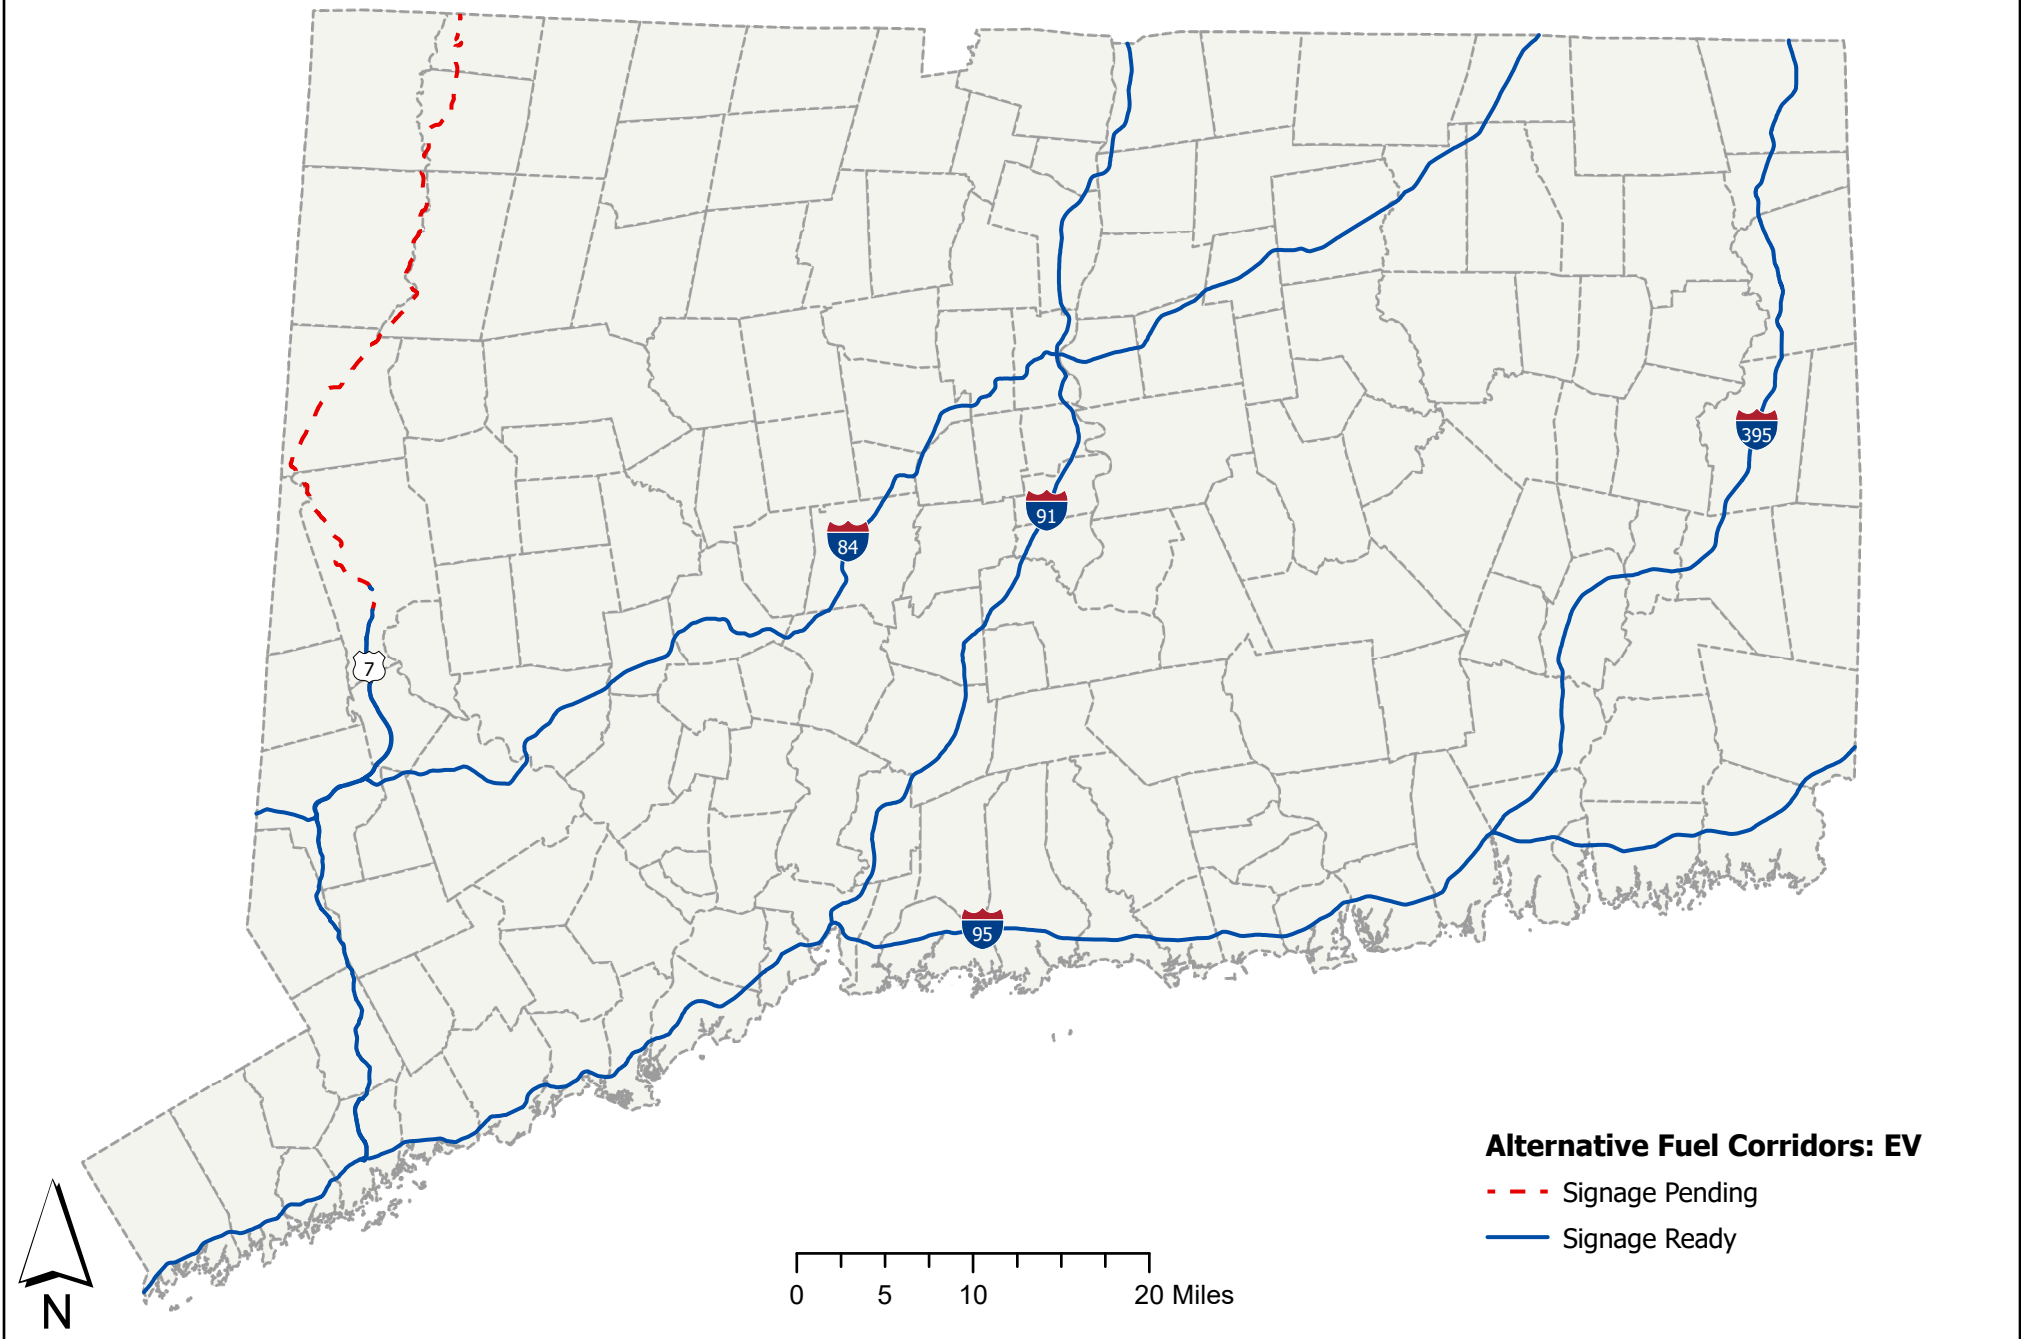 395
91
84
7
95
Alternative Fuel Corridors: EV
Signage Pending
Signage Ready
0 5 10 20 Miles
N